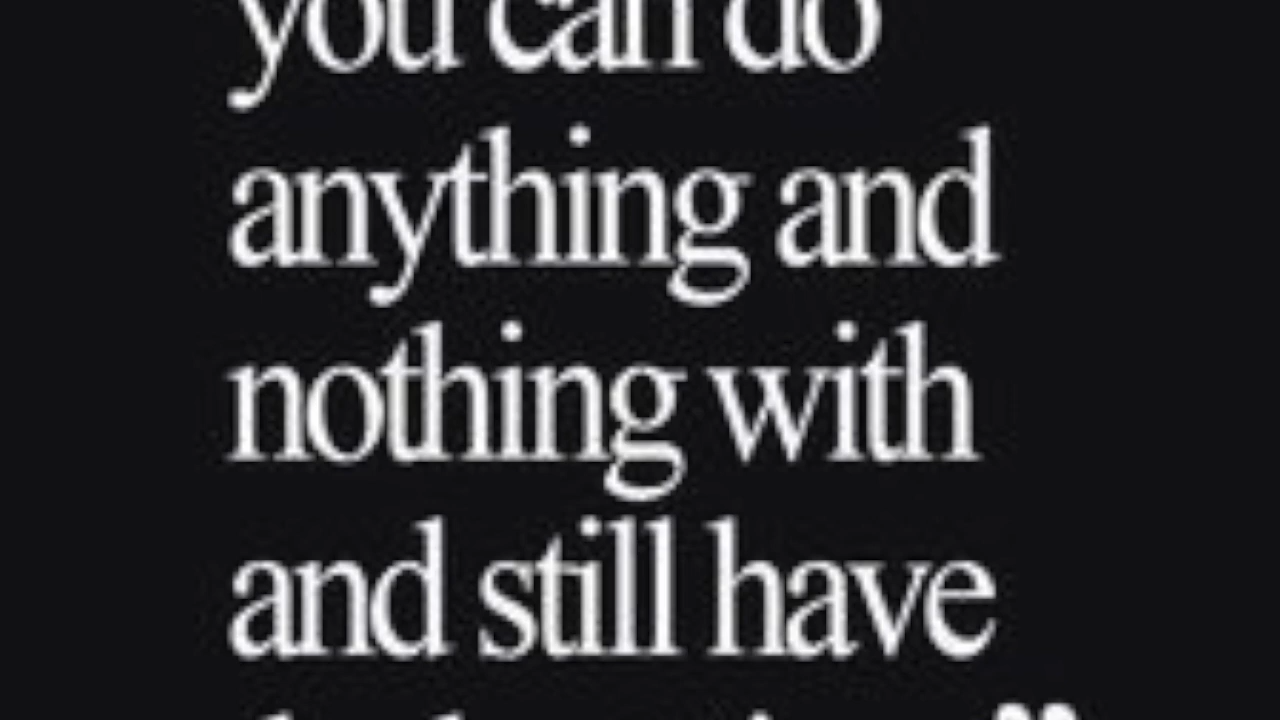 you can do
anything and
nothing with
and still have
”